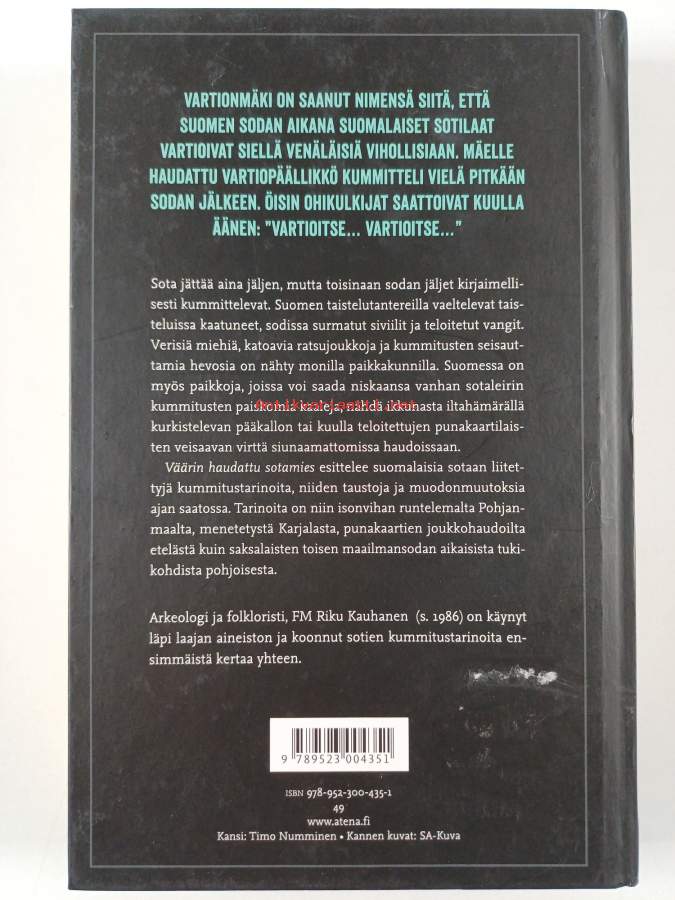 VARTIONMÄKI ON SAANUT NIMENSÄ SIITÄ, ETTÄ
SUOMEN SODAN AIKANA SUOMALAISET SOTILAAT
VARTIOIVAT SIELLÄ VENÄLÄISIÄ VIHOLLISIAAN. MÄELLE
HAUDATTU VARTIOPÄÄLLIKKÖ KUMMITTELI VIELÄ PITKÄÄN
SODAN JÄLKEEN. ÖISIN OHIKULKIJAT SAATTOIVAT KUULLA
ÄÄNEN: "VARTIOITSE... VARTIOITSE..."
Sota jättää aina jäljen, mutta toisinaan sodan jäljet kirjaimelli-
sesti kummittelevat. Suomen taistelutantereilla vaeltelevat tais-
teluissa kaatuneet, sodissa surmatut siviilit ja teloitetut vangit.
Verisiä miehiä, katoavia ratsujoukkoja ja kummitusten seisaut-
tamia hevosia on nähty monilla paikkakunnilla. Suomessa on
myös paikkoja, joissa voi saada niskaansa vanhan sotaleirin
kummitusten paiskomia kasteja, nähdä ikkunasta iltahämärällä
kurkistelevan pääkallon tai kuulla teloitettujen punakaartilais-
ten veisaavan virttä siunaamattomissa haudoissaan.
Väärin haudattu sotamies esittelee suomalaisia sotaan liitet-
tyjä kummitustarinoita, niiden taustoja ja muodonmuutoksia
ajan saatossa. Tarinoita on niin isonvihan runtelemalta Pohjan-
maalta, menetetystä Karjalasta, punakaartien joukkohaudoilta
etelästä kuin saksalaisten toisen maailmansodan aikaisista tuki-
kohdista pohjoisesta.
Arkeologi ja folkloristi, FM Riku Kauhanen (s. 1986) on käynyt
läpi laajan aineiston ja koonnut sotien kummitustarinoita en-
simmäistä kertaa yhteen.
9 789523 004351
ISBN 978-952-300-435-1
49
www.atena.fi
Kansi: Timo Numminen • Kannen kuvat: SA-Kuva